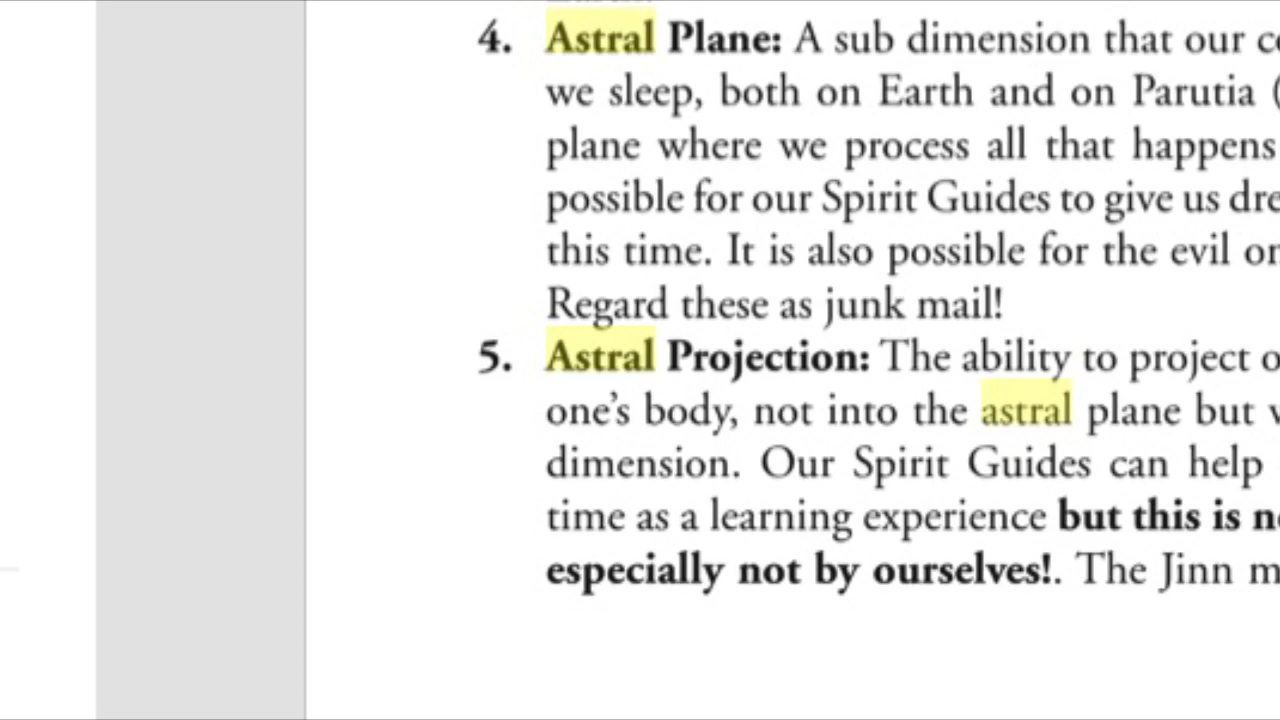 4. Astral Plane: A sub dimension that our
we sleep, both on Earth and on Parutia (
plane where we process all that happens
possible for our Spirit Guides to give us
this time. It is also possible for the evil
Regard these as junk mail!
5. Astral Projection: The ability to project
one's body, not into the astral plane but
dimension. Our Spirit Guides can help
time as a learning experience but this is
especially not by ourselves!. The Jinn